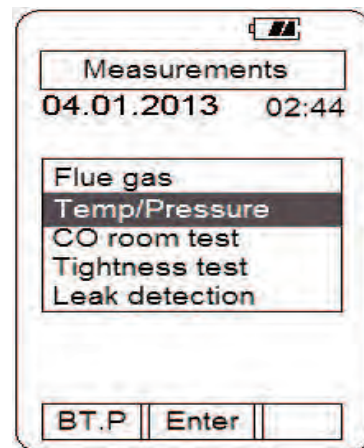 Measurements
04.01.2013 02:44
Flue gas
Temp/Pressure
CO room test
Tightness test
Leak detection
BT.P Enter